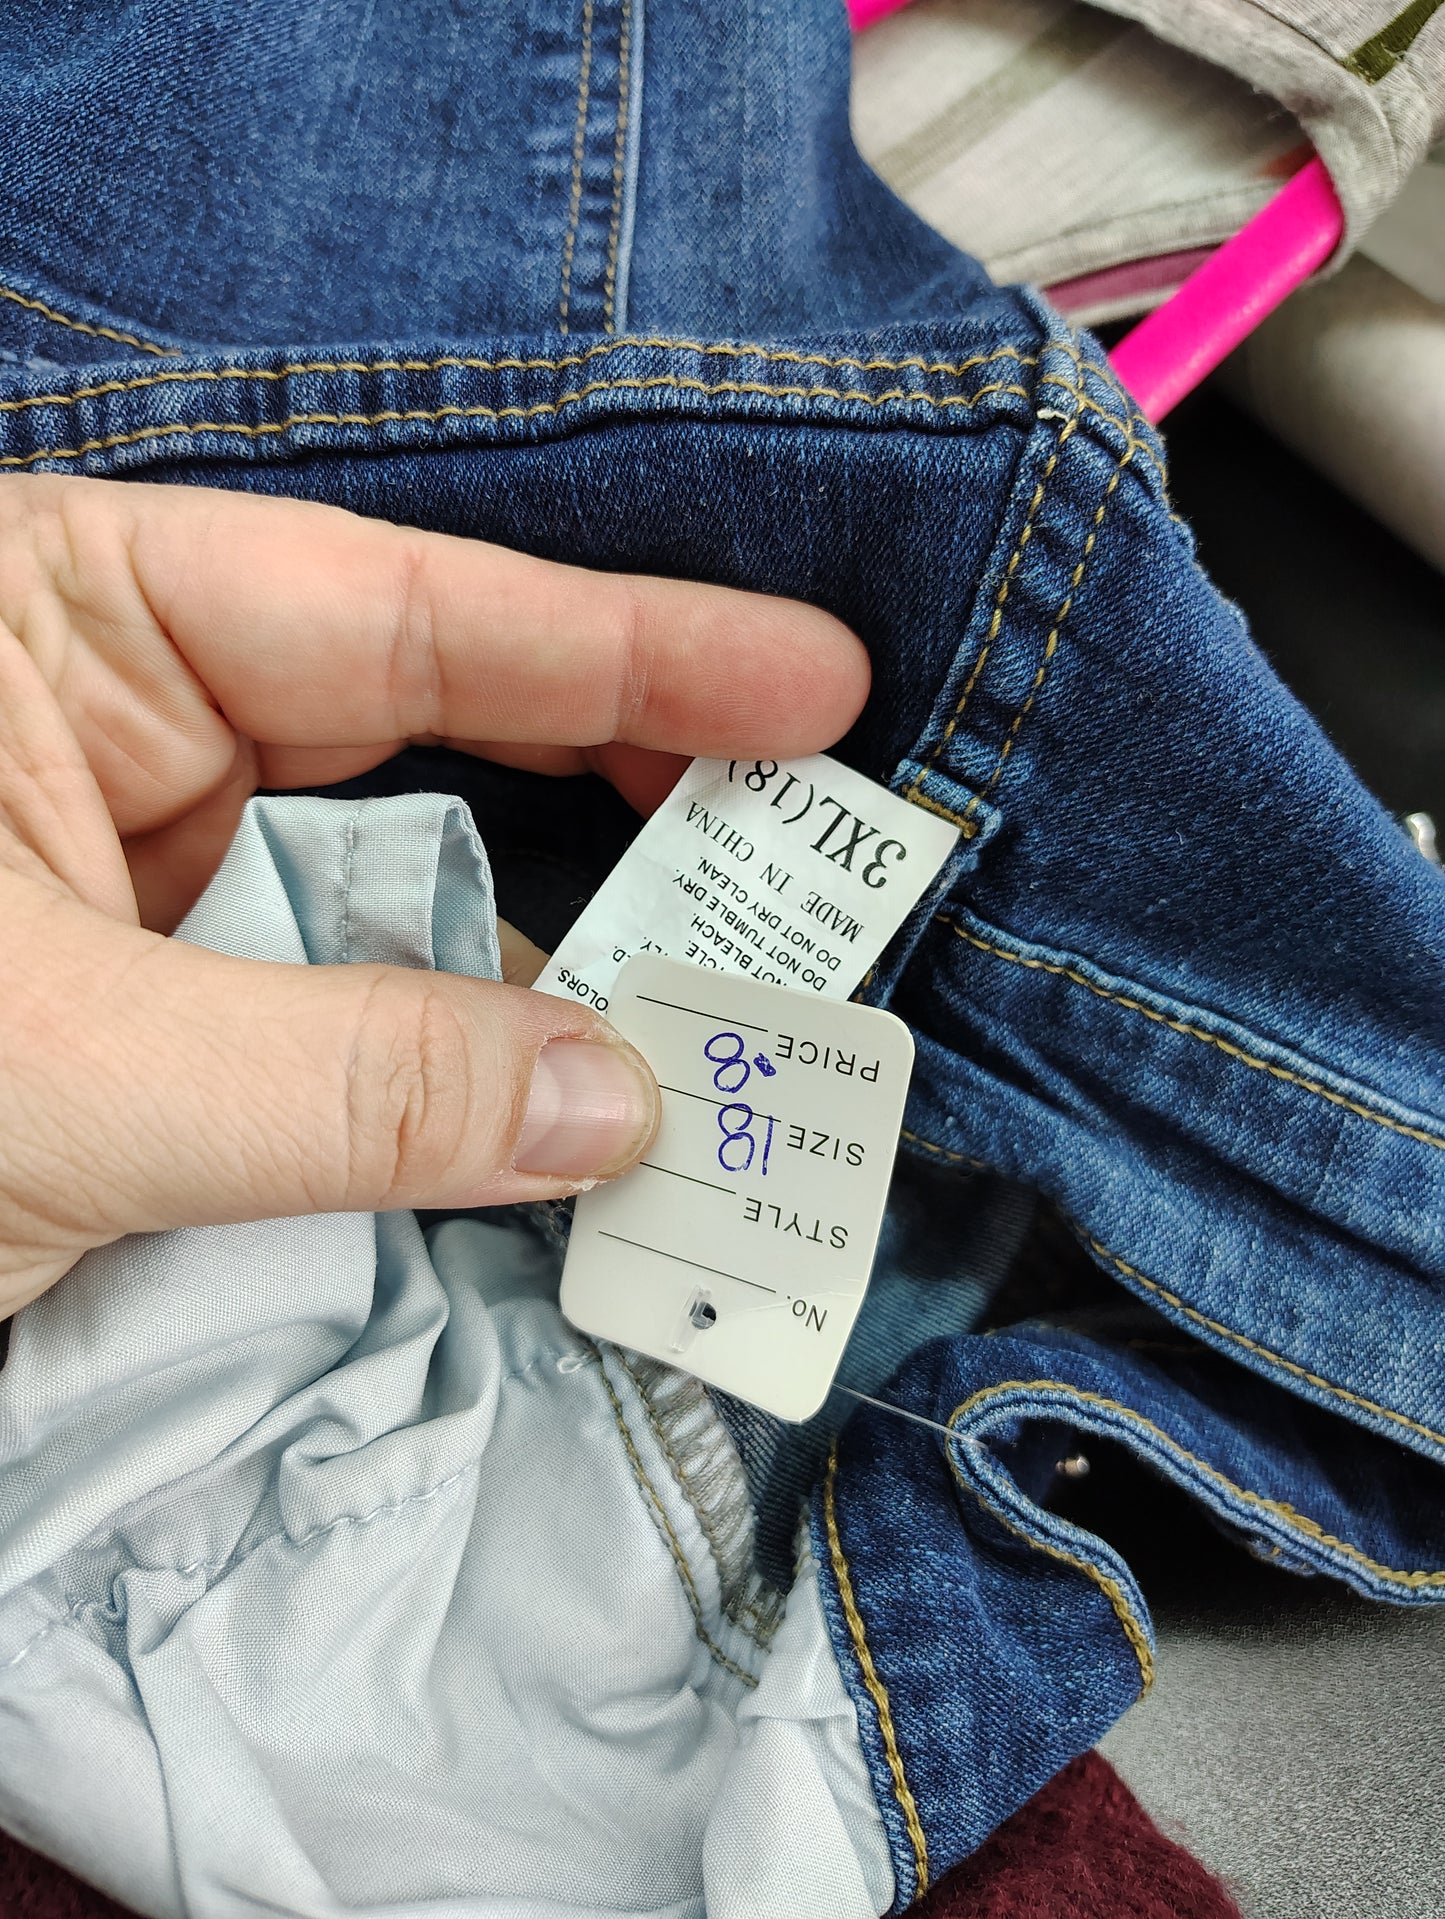 No.
STYLE
SIZE 18
PRICE 8
NOT BLEACH.
DO NOT TUMBLE DRY.
DO NOT DRY CLEAN.
MADE IN CHINA
3XL(18)